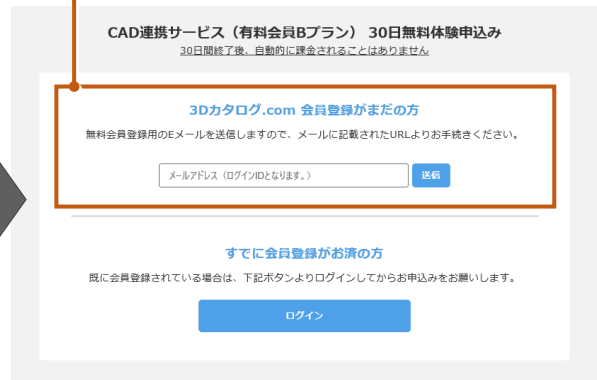 CAD連携サービス（有料会員Bプラン） 30日無料体験申込み
30日間終了後、自動的に課金されることはありません
3Dカタログ.com 会員登録がまだの方
無料会員登録用のEメールを送信しますので、メールに記載されたURLよりお手続きください。
メールアドレス（ログインIDとなります。） 送信
すでに会員登録がお済の方
既に会員登録されている場合は、下記ボタンよりログインしてからお申込みをお願いします。
ログイン